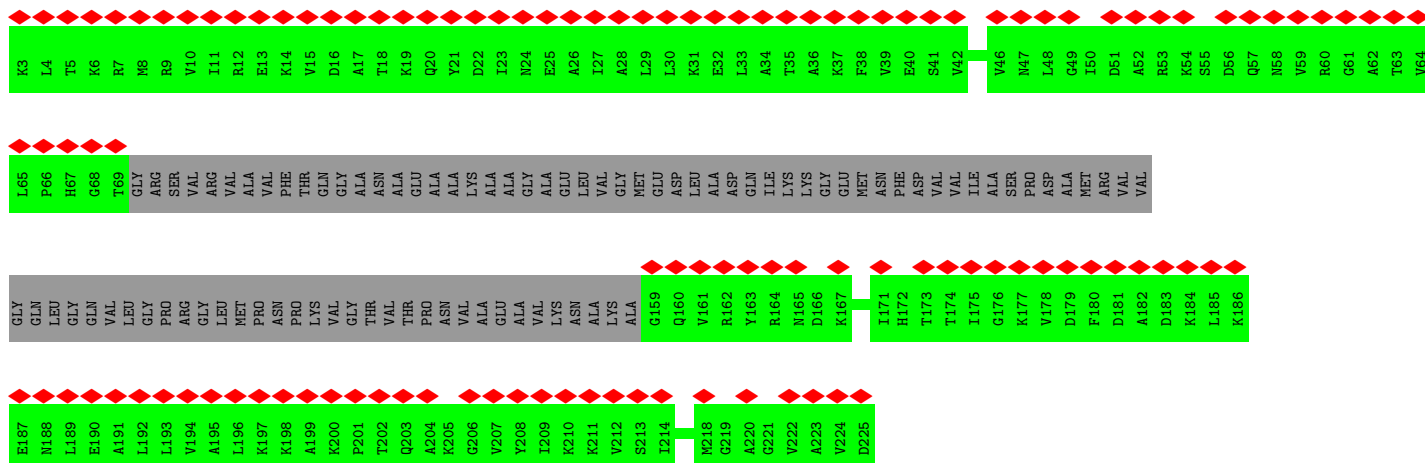 K3 L4 T5 K6 R7 M8 R9 V10 I11 R12 E13 K14 V15 D16 A17 T18 K19 Q20 Y21 D22 I23 N24 E25 A26 I27 A28 L29 L30 K31 E32 L33 A34 T35 A36 K37 F38 V39 E40 S41 V42 V46 N47 L48 G49 I50 D51 A52 R53 K54 S55 D56 Q57 N58 V59 R60 G61 A62 T63 V64
L65 P66 H67 G68 T69 GLY ARG SER VAL ARG VAL ALA VAL PHE THR GLN GLY ALA ASN ALA GLU ALA ALA LYS ALA ALA GLY ALA GLU LEU VAL GLY MET GLU ASP LEU ALA ASP GLN ILE LYS LYS GLY GLU MET ASN PHE ASP VAL VAL ILE ALA SER PRO ASP ALA MET ARG VAL VAL
GLY GLN LEU GLY GLN VAL LEU GLY PRO ARG GLY LEU MET PRO ASN PRO LYS VAL GLY THR VAL THR PRO ASN VAL ALA GLU ALA VAL LYS ASN ALA LYS ALA G159 Q160 V161 R162 Y163 R164 N165 D166 K167 I171 H172 T173 T174 I175 G176 K177 V178 D179 F180 D181 A182 D183 K184 L185 K186
E187 N188 L189 E190 A191 L192 L193 V194 A195 L196 K197 K198 A199 K200 P201 T202 Q203 A204 K205 G206 V207 Y208 I209 K210 K211 V212 S213 I214 M218 G219 A220 G221 V222 A223 V224 D225